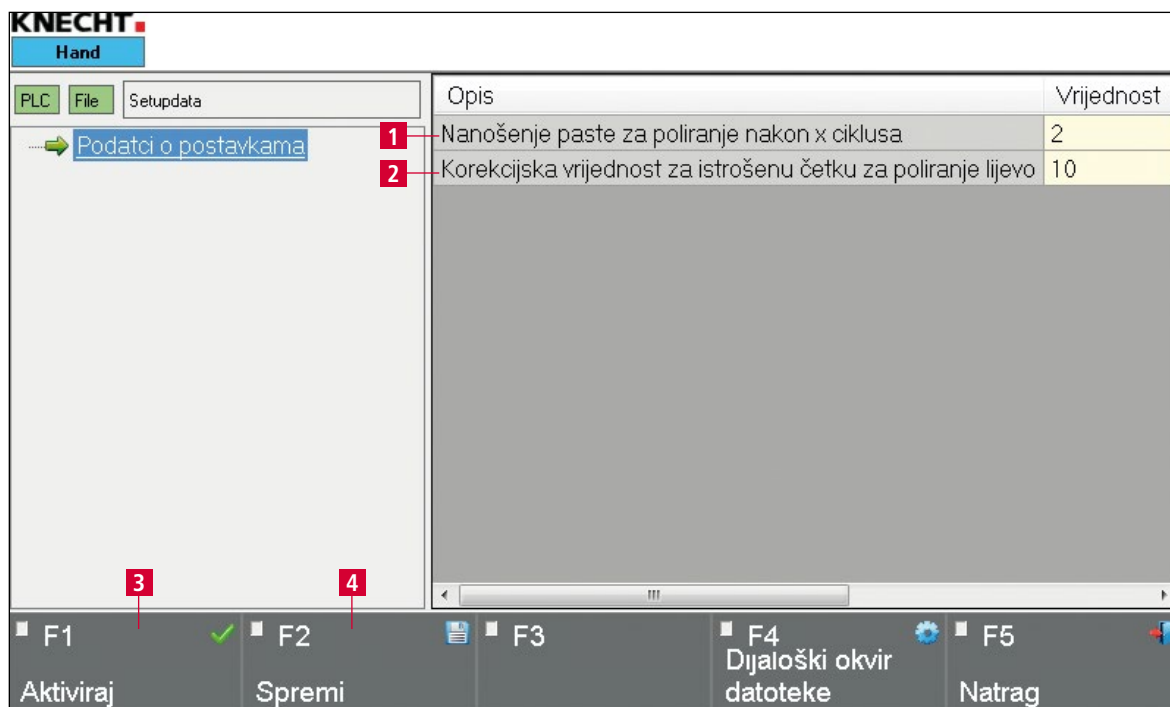 KNECHT
Hand
PLC File Setupdata
Podatci o postavkama
Opis Vrijednost
1 Nanošenje paste za poliranje nakon x ciklusa 2
2 Korekcijska vrijednost za istrošenu četku za poliranje lijevo 10
3 4
F1 F2 F3 F4 F5
Dijaloški okvir
Aktiviraj Spremi datoteke Natrag